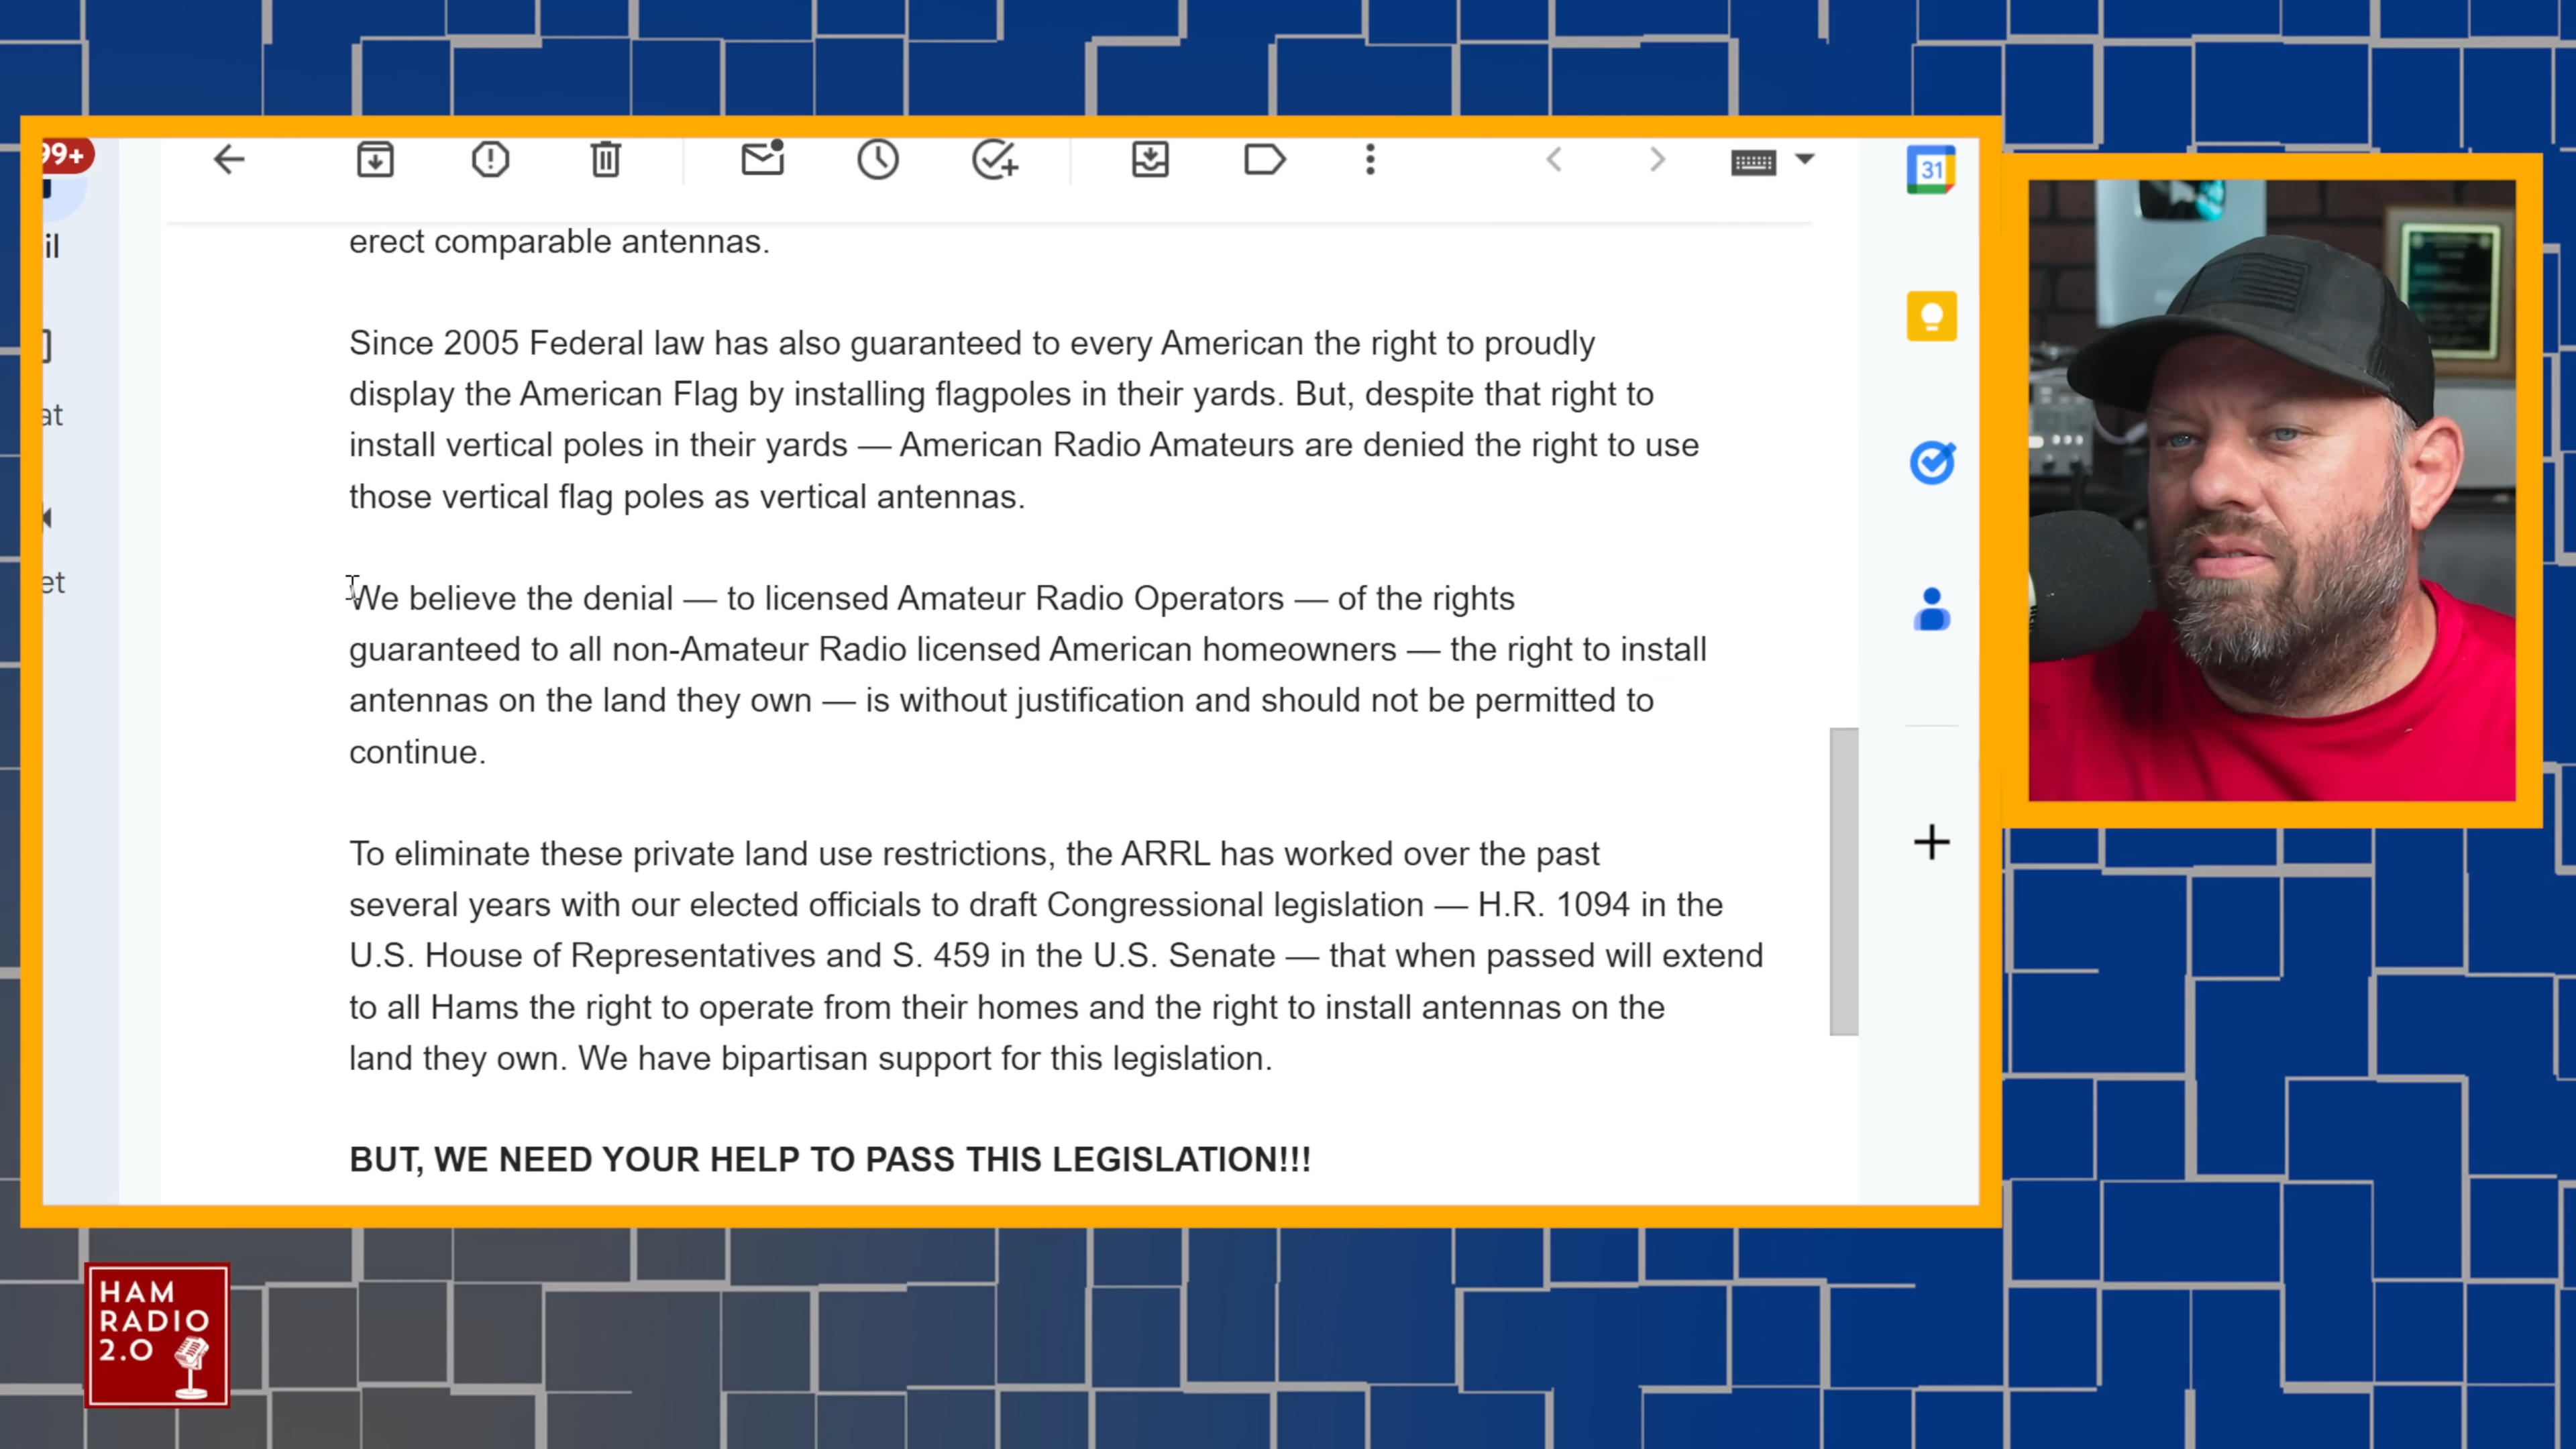 99+
il
at
et
31
erect comparable antennas.
Since 2005 Federal law has also guaranteed to every American the right to proudly
display the American Flag by installing flagpoles in their yards. But, despite that right to
install vertical poles in their yards — American Radio Amateurs are denied the right to use
those vertical flag poles as vertical antennas.
We believe the denial — to licensed Amateur Radio Operators — of the rights
guaranteed to all non-Amateur Radio licensed American homeowners — the right to install
antennas on the land they own — is without justification and should not be permitted to
continue.
To eliminate these private land use restrictions, the ARRL has worked over the past
several years with our elected officials to draft Congressional legislation — H.R. 1094 in the
U.S. House of Representatives and S. 459 in the U.S. Senate — that when passed will extend
to all Hams the right to operate from their homes and the right to install antennas on the
land they own. We have bipartisan support for this legislation.
BUT, WE NEED YOUR HELP TO PASS THIS LEGISLATION!!!
HAM
RADIO
2.0